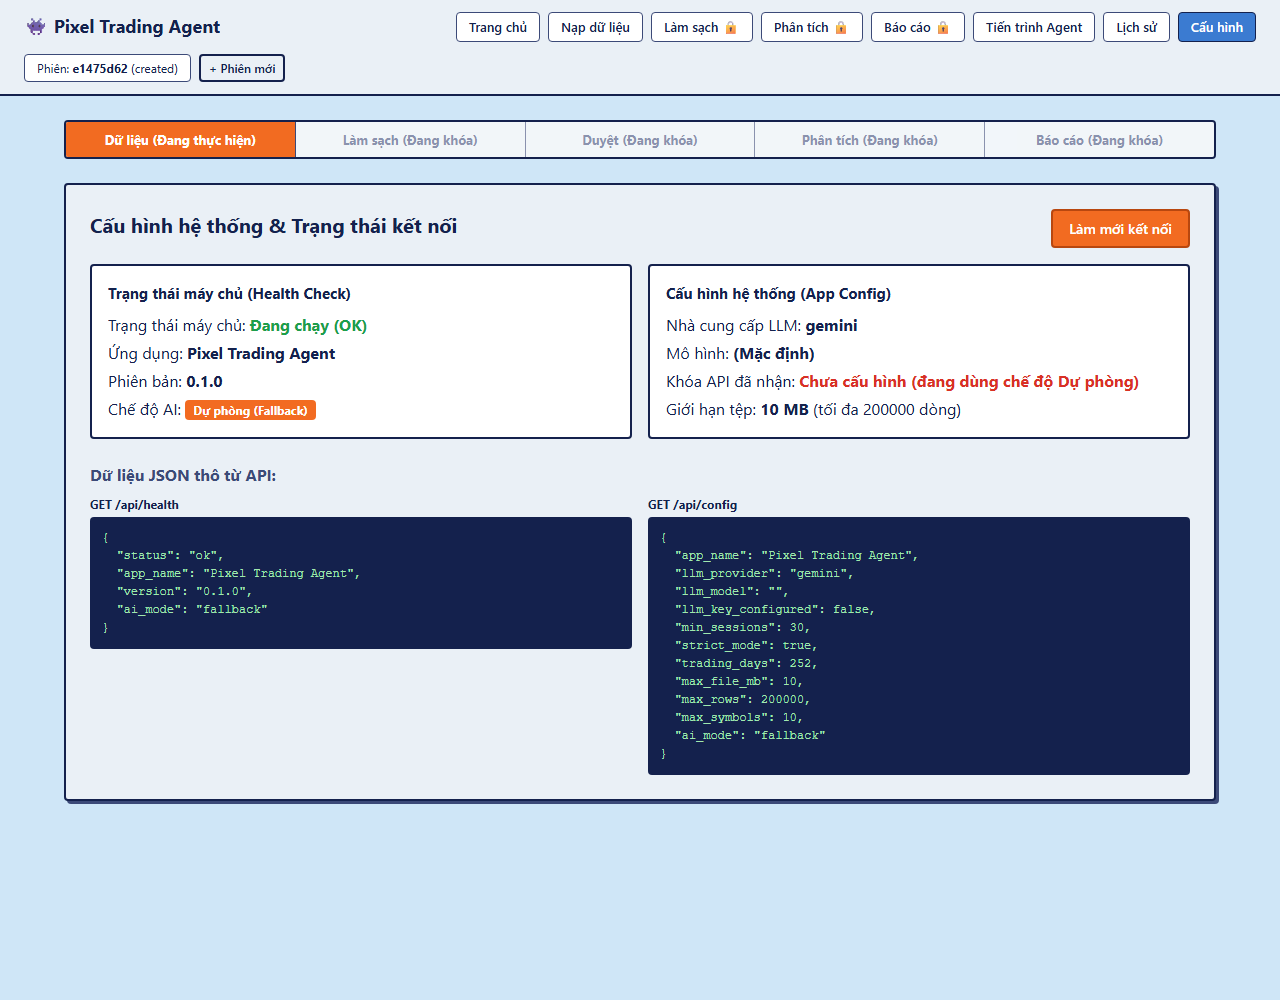 Pixel Trading Agent
Trang chủ
Nạp dữ liệu
Làm sạch
Phân tích
Báo cáo
Tiến trình Agent
Lịch sử
Cấu hình
Phiên: e1475d62 (created)
+ Phiên mới
Dữ liệu (Đang thực hiện)
Làm sạch (Đang khóa)
Duyệt (Đang khóa)
Phân tích (Đang khóa)
Báo cáo (Đang khóa)
Cấu hình hệ thống & Trạng thái kết nối
Làm mới kết nối
Trạng thái máy chủ (Health Check)
Trạng thái máy chủ: Đang chạy (OK)
Ứng dụng: Pixel Trading Agent
Phiên bản: 0.1.0
Chế độ AI: Dự phòng (Fallback)
Cấu hình hệ thống (App Config)
Nhà cung cấp LLM: gemini
Mô hình: (Mặc định)
Khóa API đã nhận: Chưa cấu hình (đang dùng chế độ Dự phòng)
Giới hạn tệp: 10 MB (tối đa 200000 dòng)
Dữ liệu JSON thô từ API:
GET /api/health
{
  "status": "ok",
  "app_name": "Pixel Trading Agent",
  "version": "0.1.0",
  "ai_mode": "fallback"
}
GET /api/config
{
  "app_name": "Pixel Trading Agent",
  "llm_provider": "gemini",
  "llm_model": "",
  "llm_key_configured": false,
  "min_sessions": 30,
  "strict_mode": true,
  "trading_days": 252,
  "max_file_mb": 10,
  "max_rows": 200000,
  "max_symbols": 10,
  "ai_mode": "fallback"
}